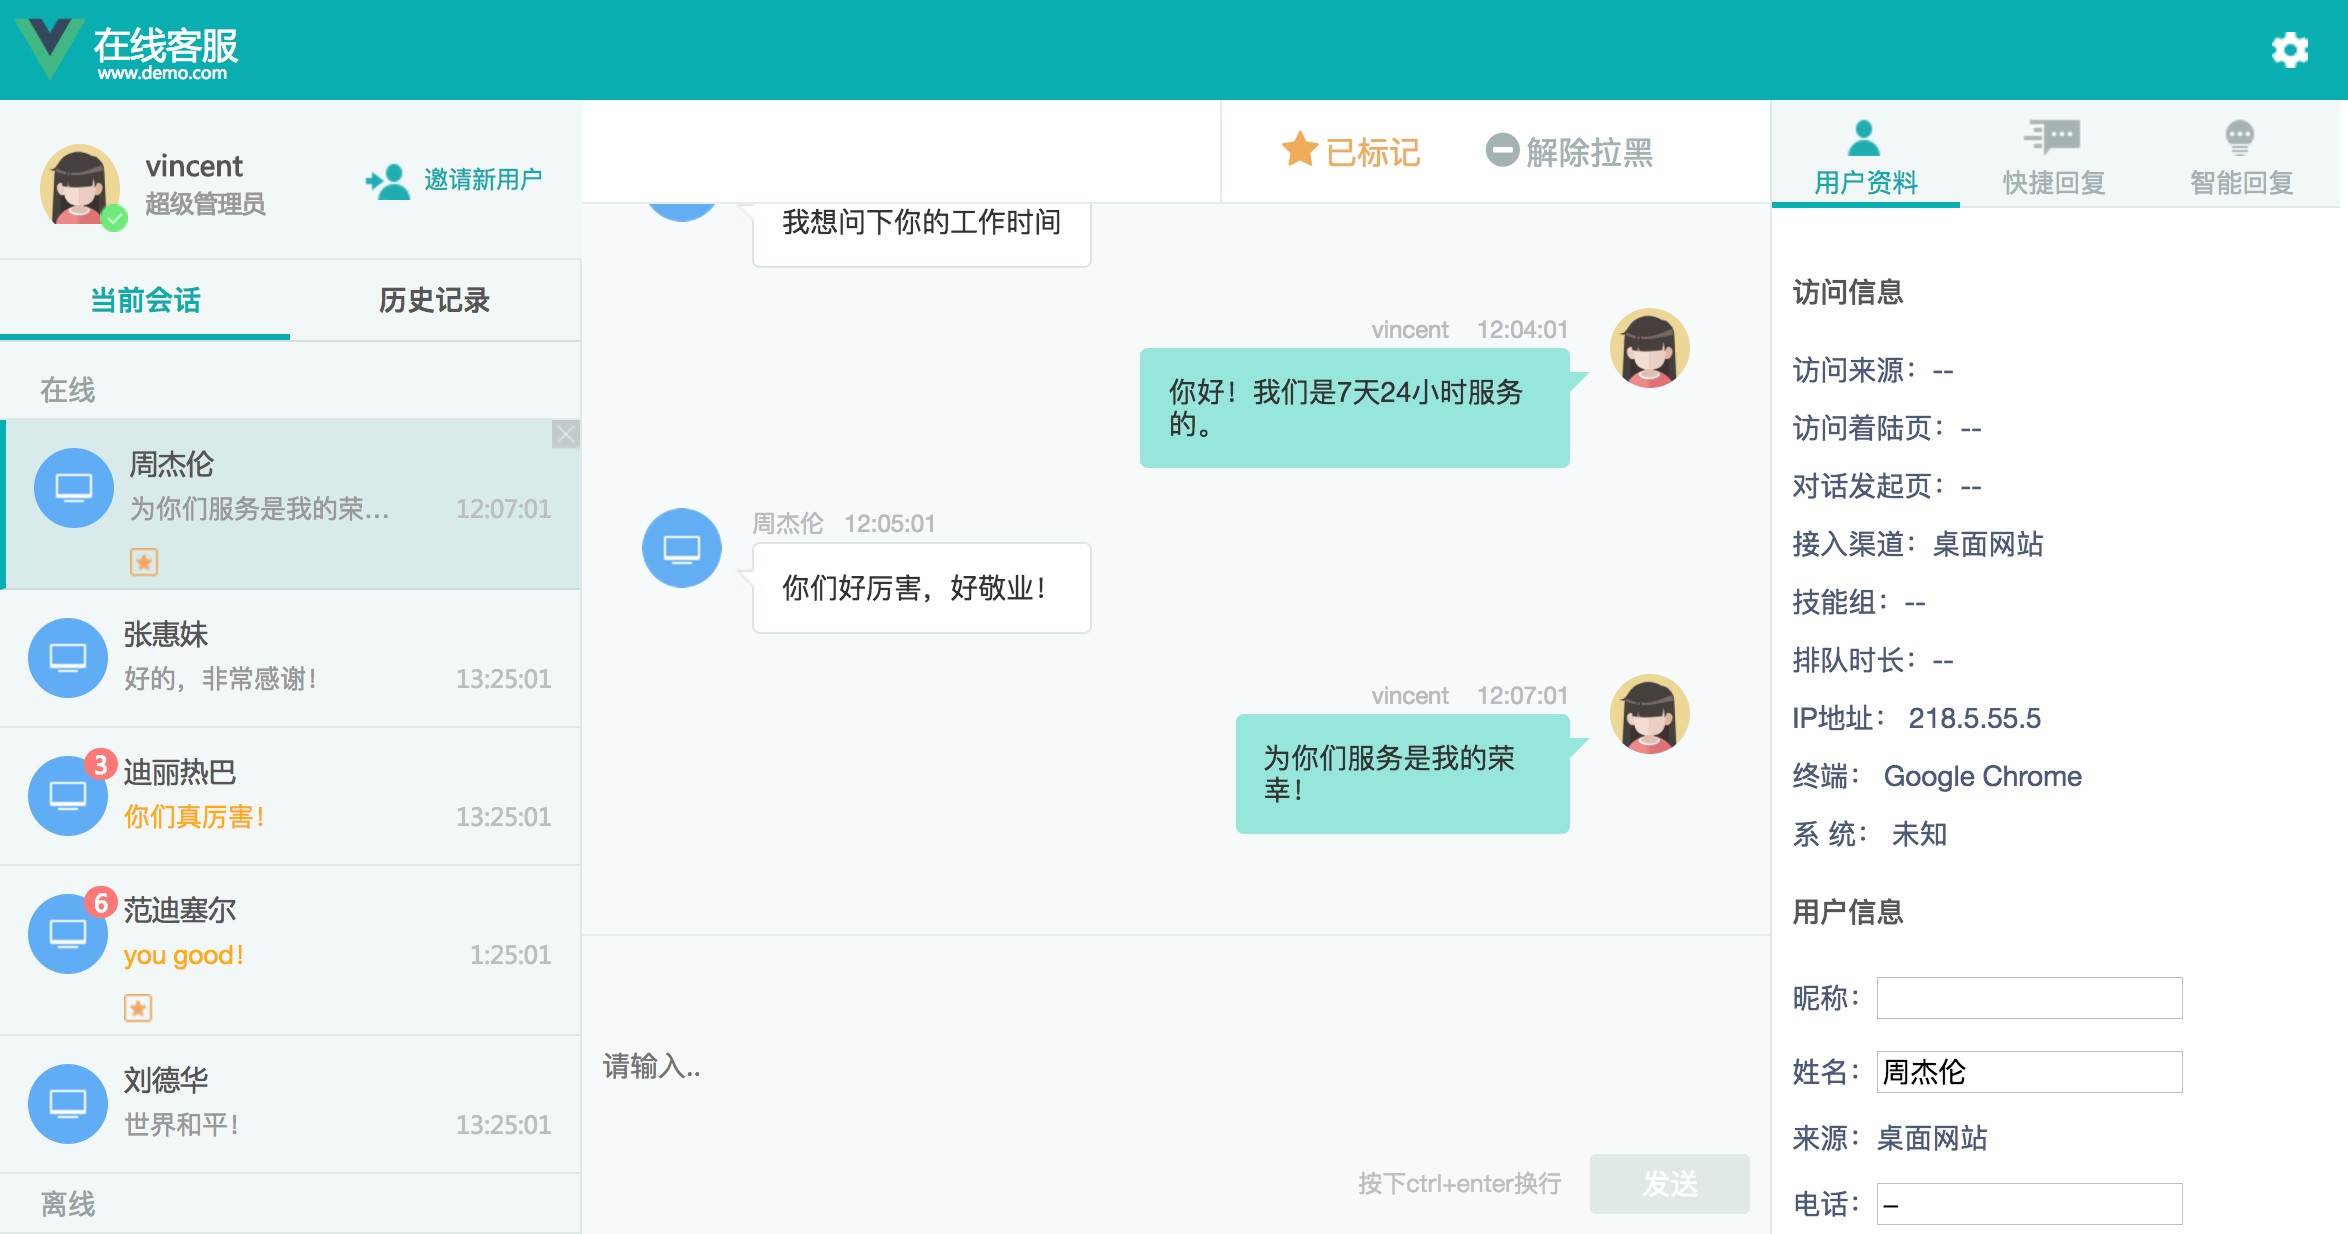 在线客服
www.demo.com
vincent
超级管理员
邀请新用户
当前会话
历史记录
在线
周杰伦
为你们服务是我的荣...
12:07:01
张惠妹
好的，非常感谢！
13:25:01
3
迪丽热巴
你们真厉害！
13:25:01
6
范迪塞尔
you good！
1:25:01
刘德华
世界和平！
13:25:01
离线
已标记
解除拉黑
我想问下你的工作时间
vincent 12:04:01
你好！我们是7天24小时服务
的。
周杰伦 12:05:01
你们好厉害，好敬业！
vincent 12:07:01
为你们服务是我的荣
幸！
请输入..
按下ctrl+enter换行
发送
用户资料
快捷回复
智能回复
访问信息
访问来源：--
访问着陆页：--
对话发起页：--
接入渠道：桌面网站
技能组：--
排队时长：--
IP地址： 218.5.55.5
终端： Google Chrome
系 统： 未知
用户信息
昵称：
姓名：周杰伦
来源：桌面网站
电话：–